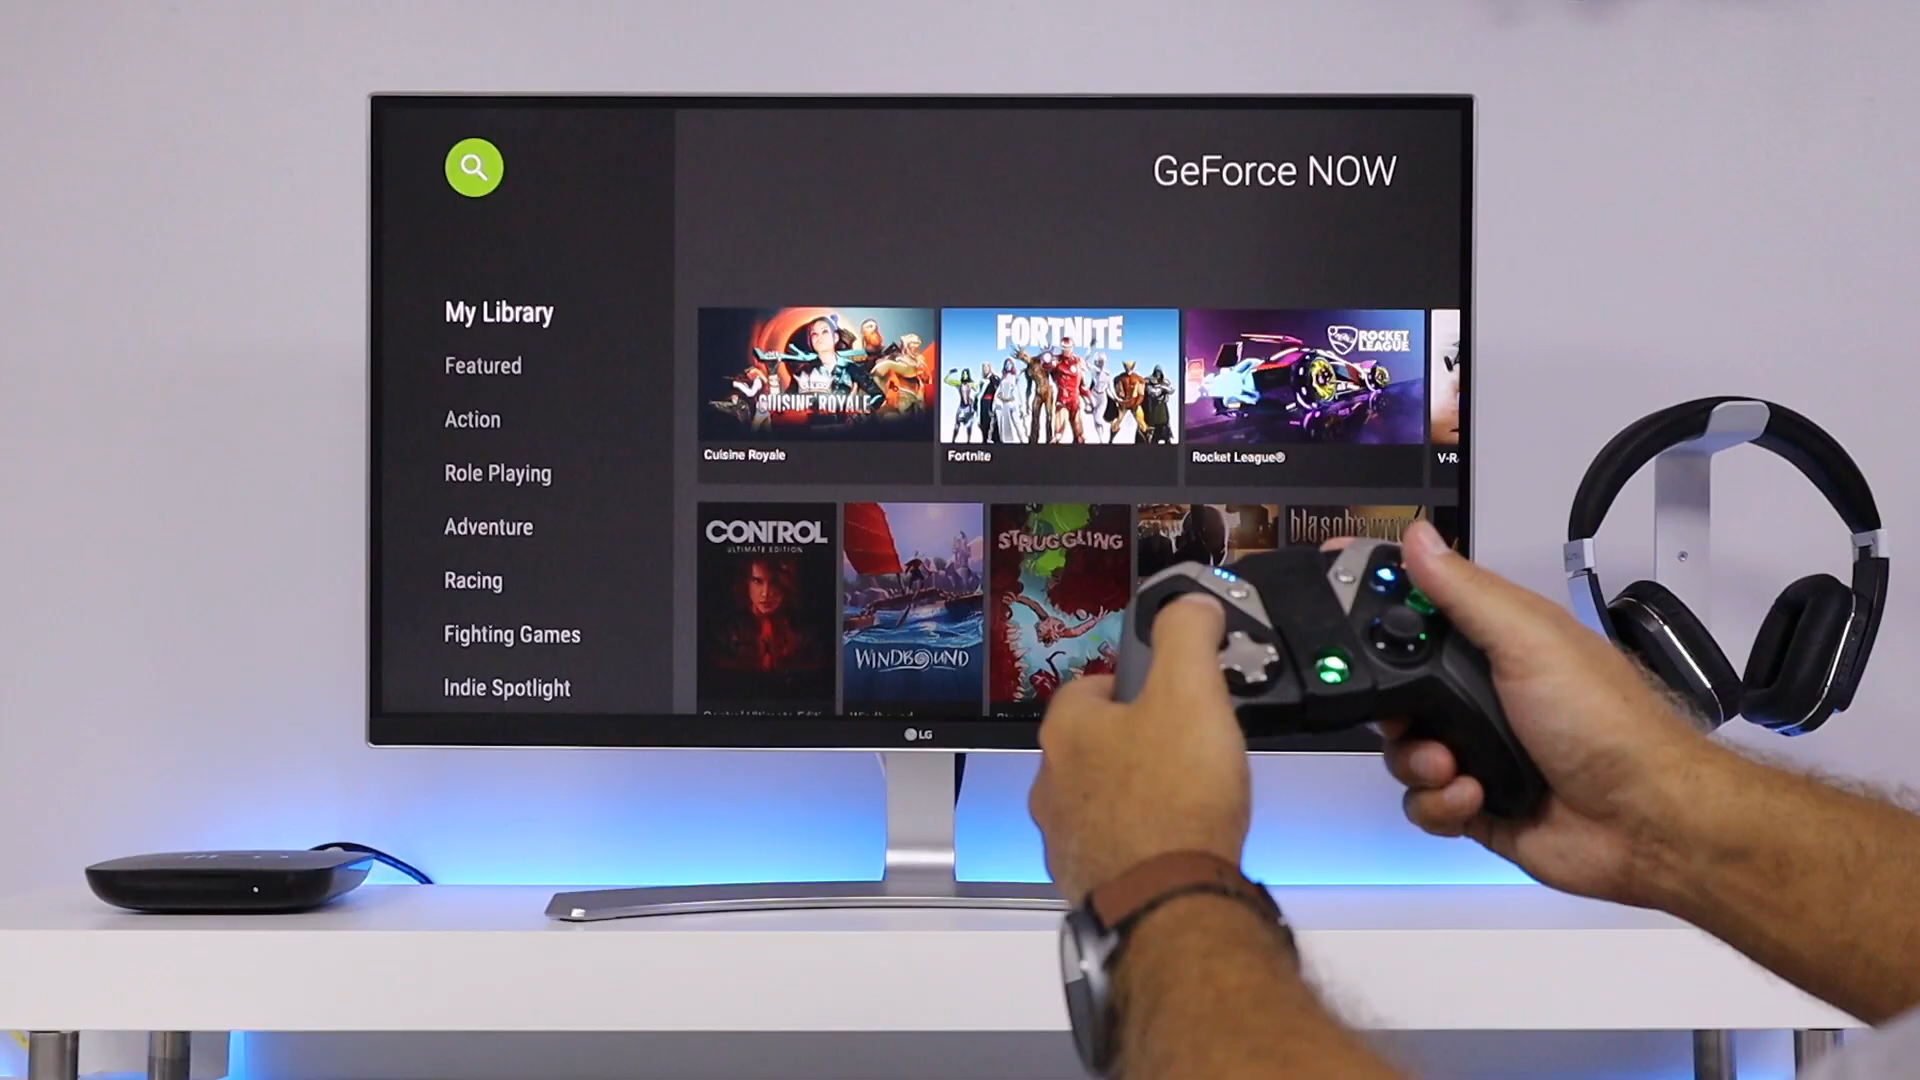 GeForce NOW
My Library
Featured
Action
Role Playing
Adventure
Racing
Fighting Games
Indie Spotlight
CUISINE ROYALE
FORTNITE
ROCKET LEAGUE
Cuisine Royale
Fortnite
Rocket League®
V-R
CONTROL
ULTIMATE EDITION
WINDBOUND
STRUGGLING
LG